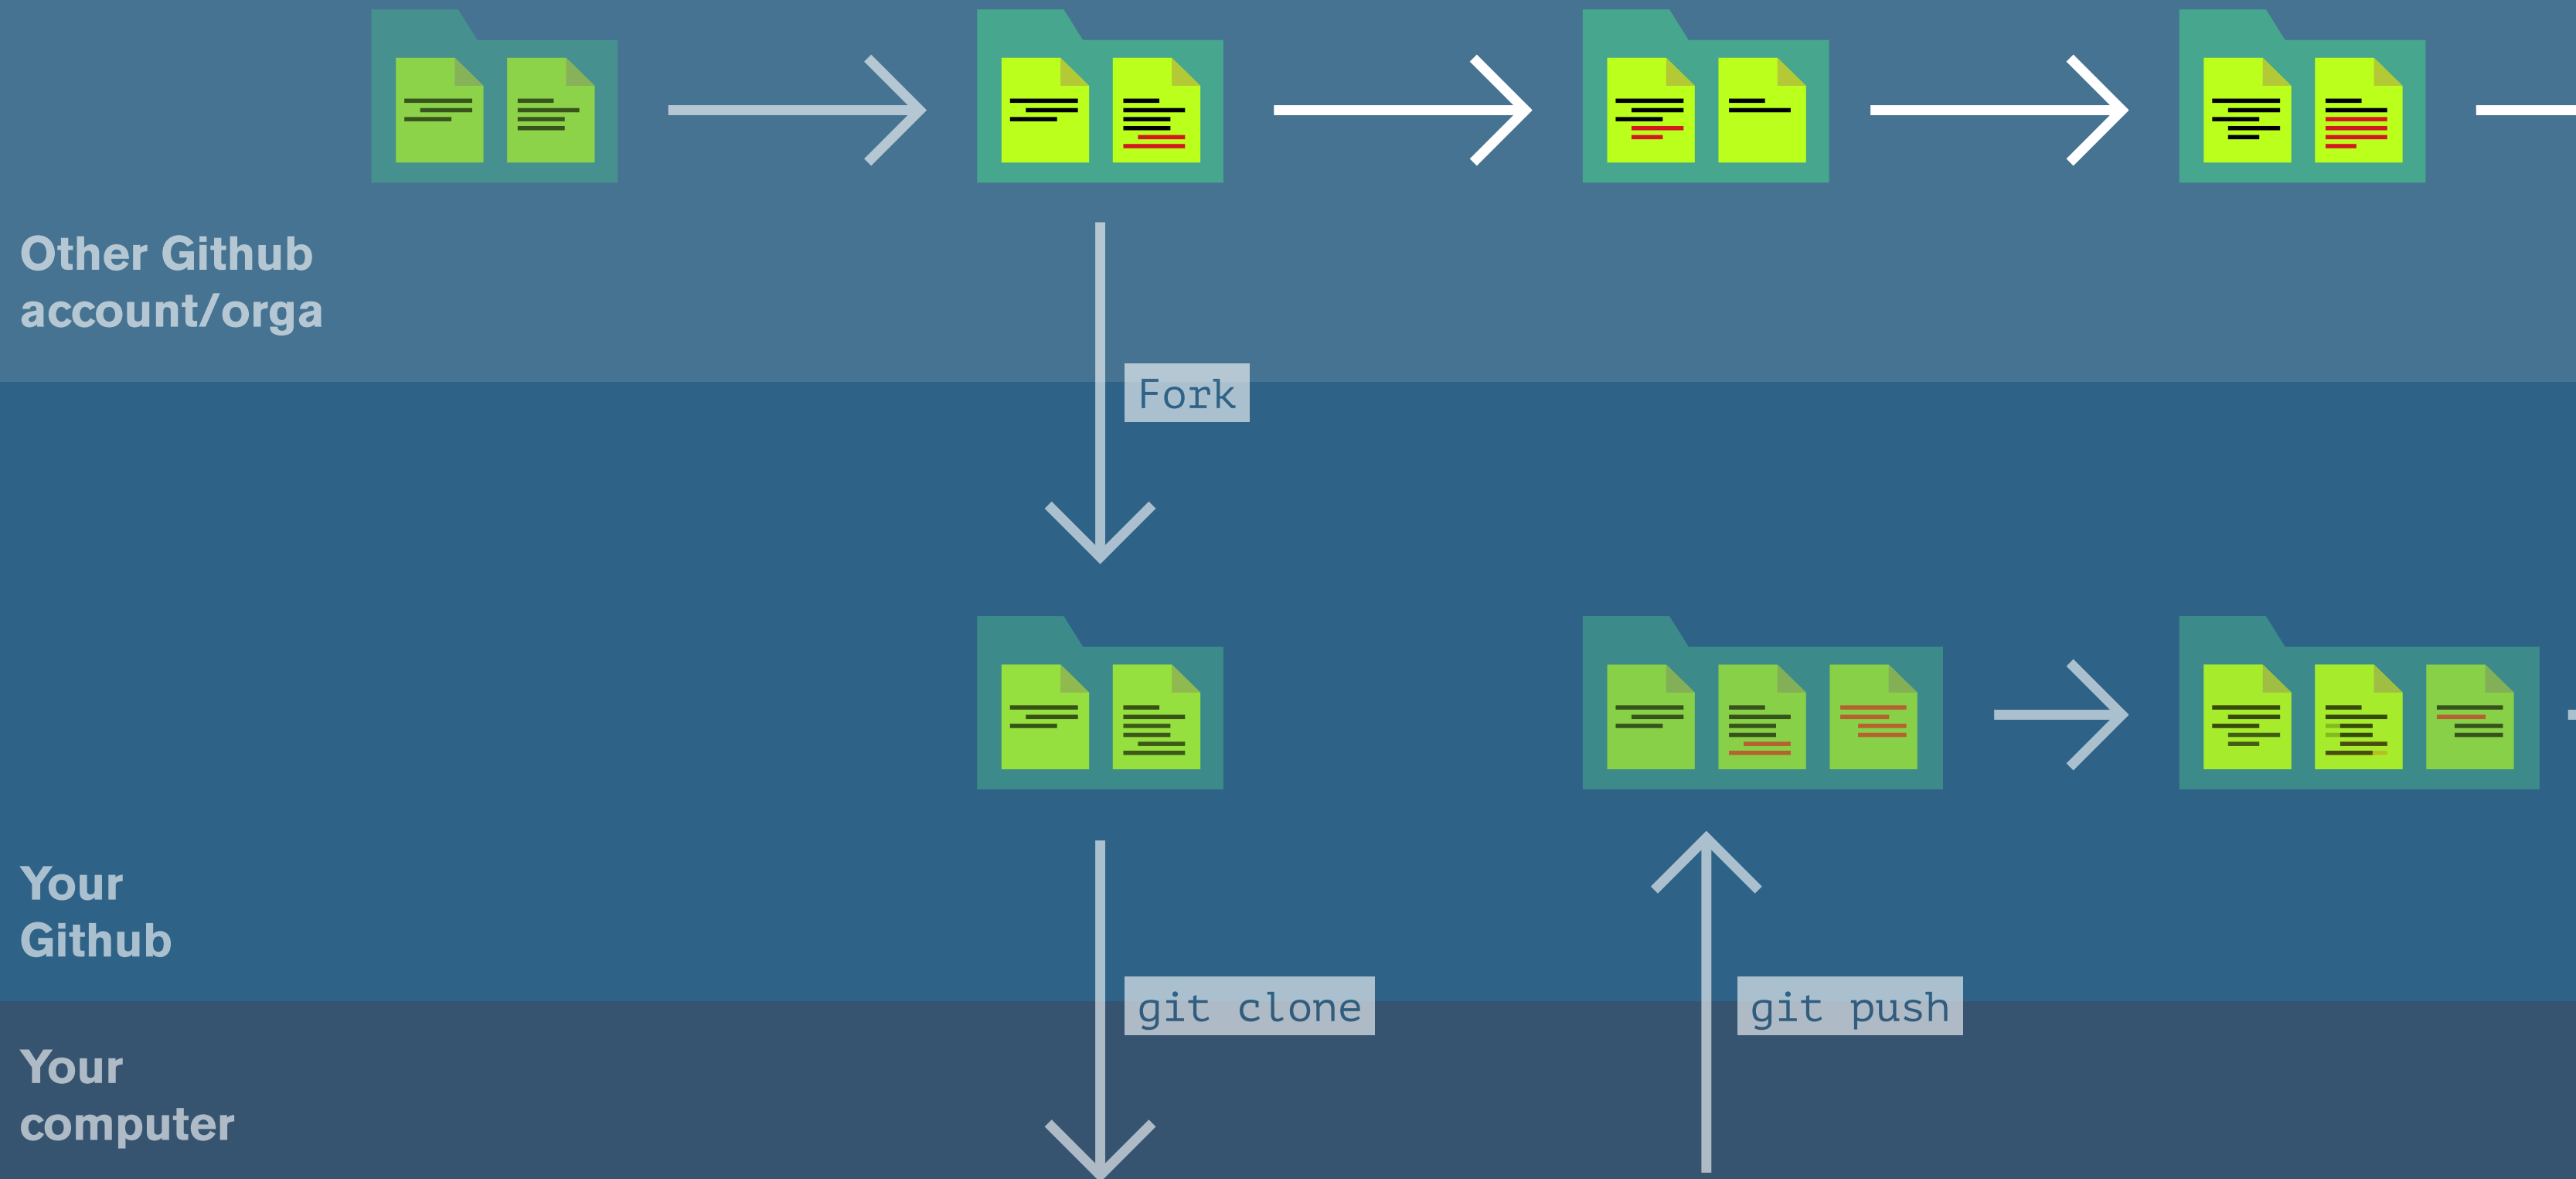 Other Github
account/orga
Fork
Your
Github
git clone
git push
Your
computer